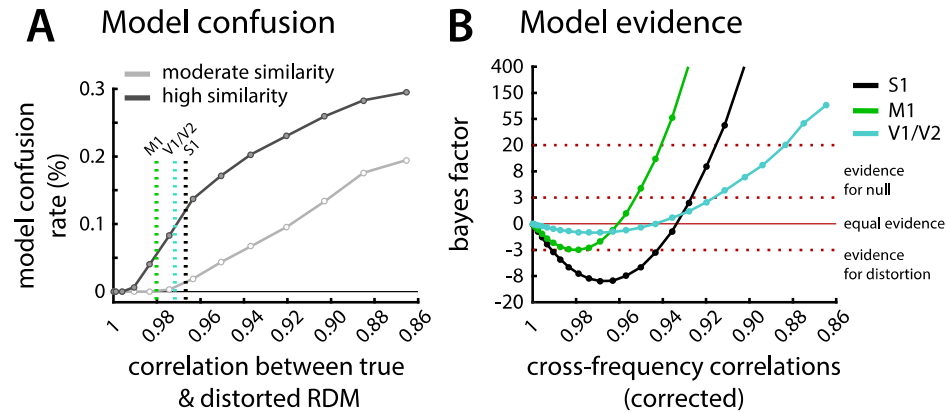 A Model confusion
moderate similarity
high similarity
model confusion
rate (%)
0.3
0.2
0.1
0
M1
V1/V2
S1
1
0.98
0.96
0.94
0.92
0.90
0.88
0.86
correlation between true
& distorted RDM
B Model evidence
bayes factor
400
150
55
20
8
3
0
-3
-8
-20
S1
M1
V1/V2
evidence
for null
equal evidence
evidence
for distortion
1
0.98
0.96
0.94
0.92
0.90
0.88
0.86
cross-frequency correlations
(corrected)